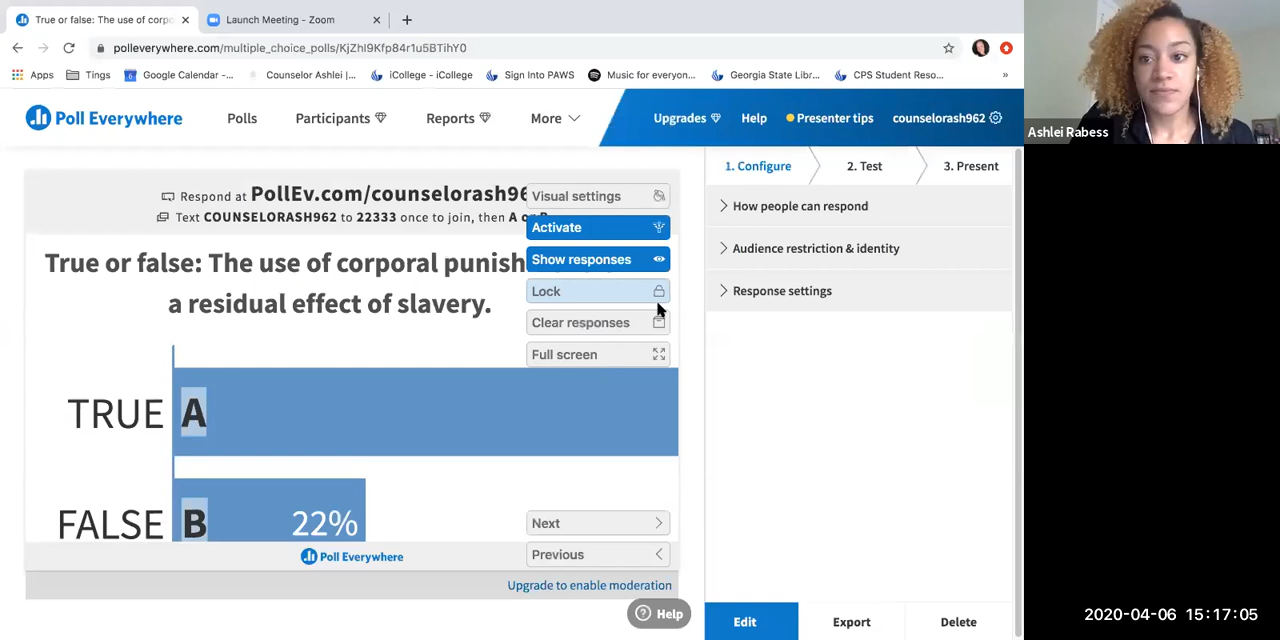 True or false: The use of corpo
Launch Meeting - Zoom
polleverywhere.com/multiple_choice_polls/KjZhI9Kfp84r1u5BTihY0
Apps
Tings
Google Calendar -...
Counselor Ashlei |...
iCollege - iCollege
Sign Into PAWS
Music for everyon...
Georgia State Libr...
CPS Student Reso...
»
Poll Everywhere
Polls
Participants
Reports
More
Upgrades
Help
Presenter tips
counselorash962
Ashlei Rabess
1. Configure
2. Test
3. Present
Respond at PollEv.com/counselorash96
Text COUNSELORASH962 to 22333 once to join, then A or B
Visual settings
Activate
Show responses
Lock
Clear responses
Full screen
How people can respond
Audience restriction & identity
Response settings
True or false: The use of corporal punish
a residual effect of slavery.
TRUE A
FALSE B 22%
Next
Previous
Poll Everywhere
Upgrade to enable moderation
Help
Edit
Export
Delete
2020-04-06 15:17:05